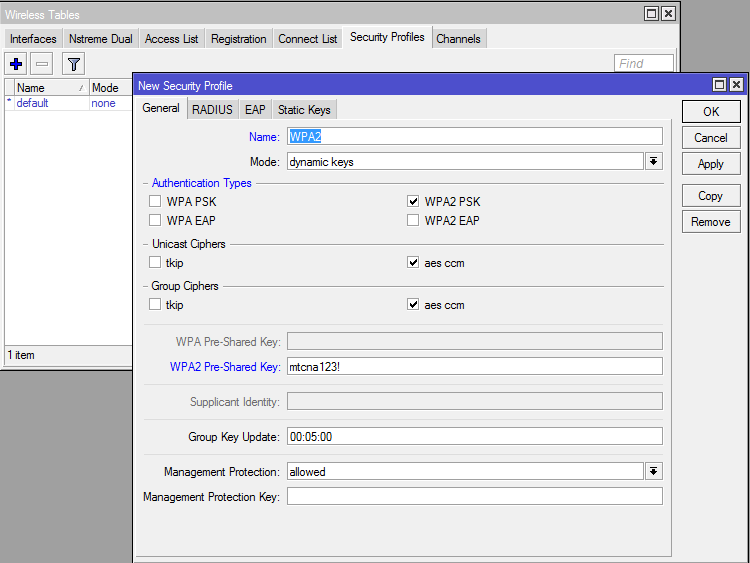 Wireless Tables
Interfaces Nstreme Dual Access List Registration Connect List Security Profiles Channels
Find
Name Mode
* default none
1 item
New Security Profile
General RADIUS EAP Static Keys
Name: WPA2
Mode: dynamic keys
Authentication Types
WPA PSK WPA2 PSK
WPA EAP WPA2 EAP
Unicast Ciphers
tkip aes ccm
Group Ciphers
tkip aes ccm
WPA Pre-Shared Key:
WPA2 Pre-Shared Key: mtcna123!
Supplicant Identity:
Group Key Update: 00:05:00
Management Protection: allowed
Management Protection Key:
OK
Cancel
Apply
Copy
Remove